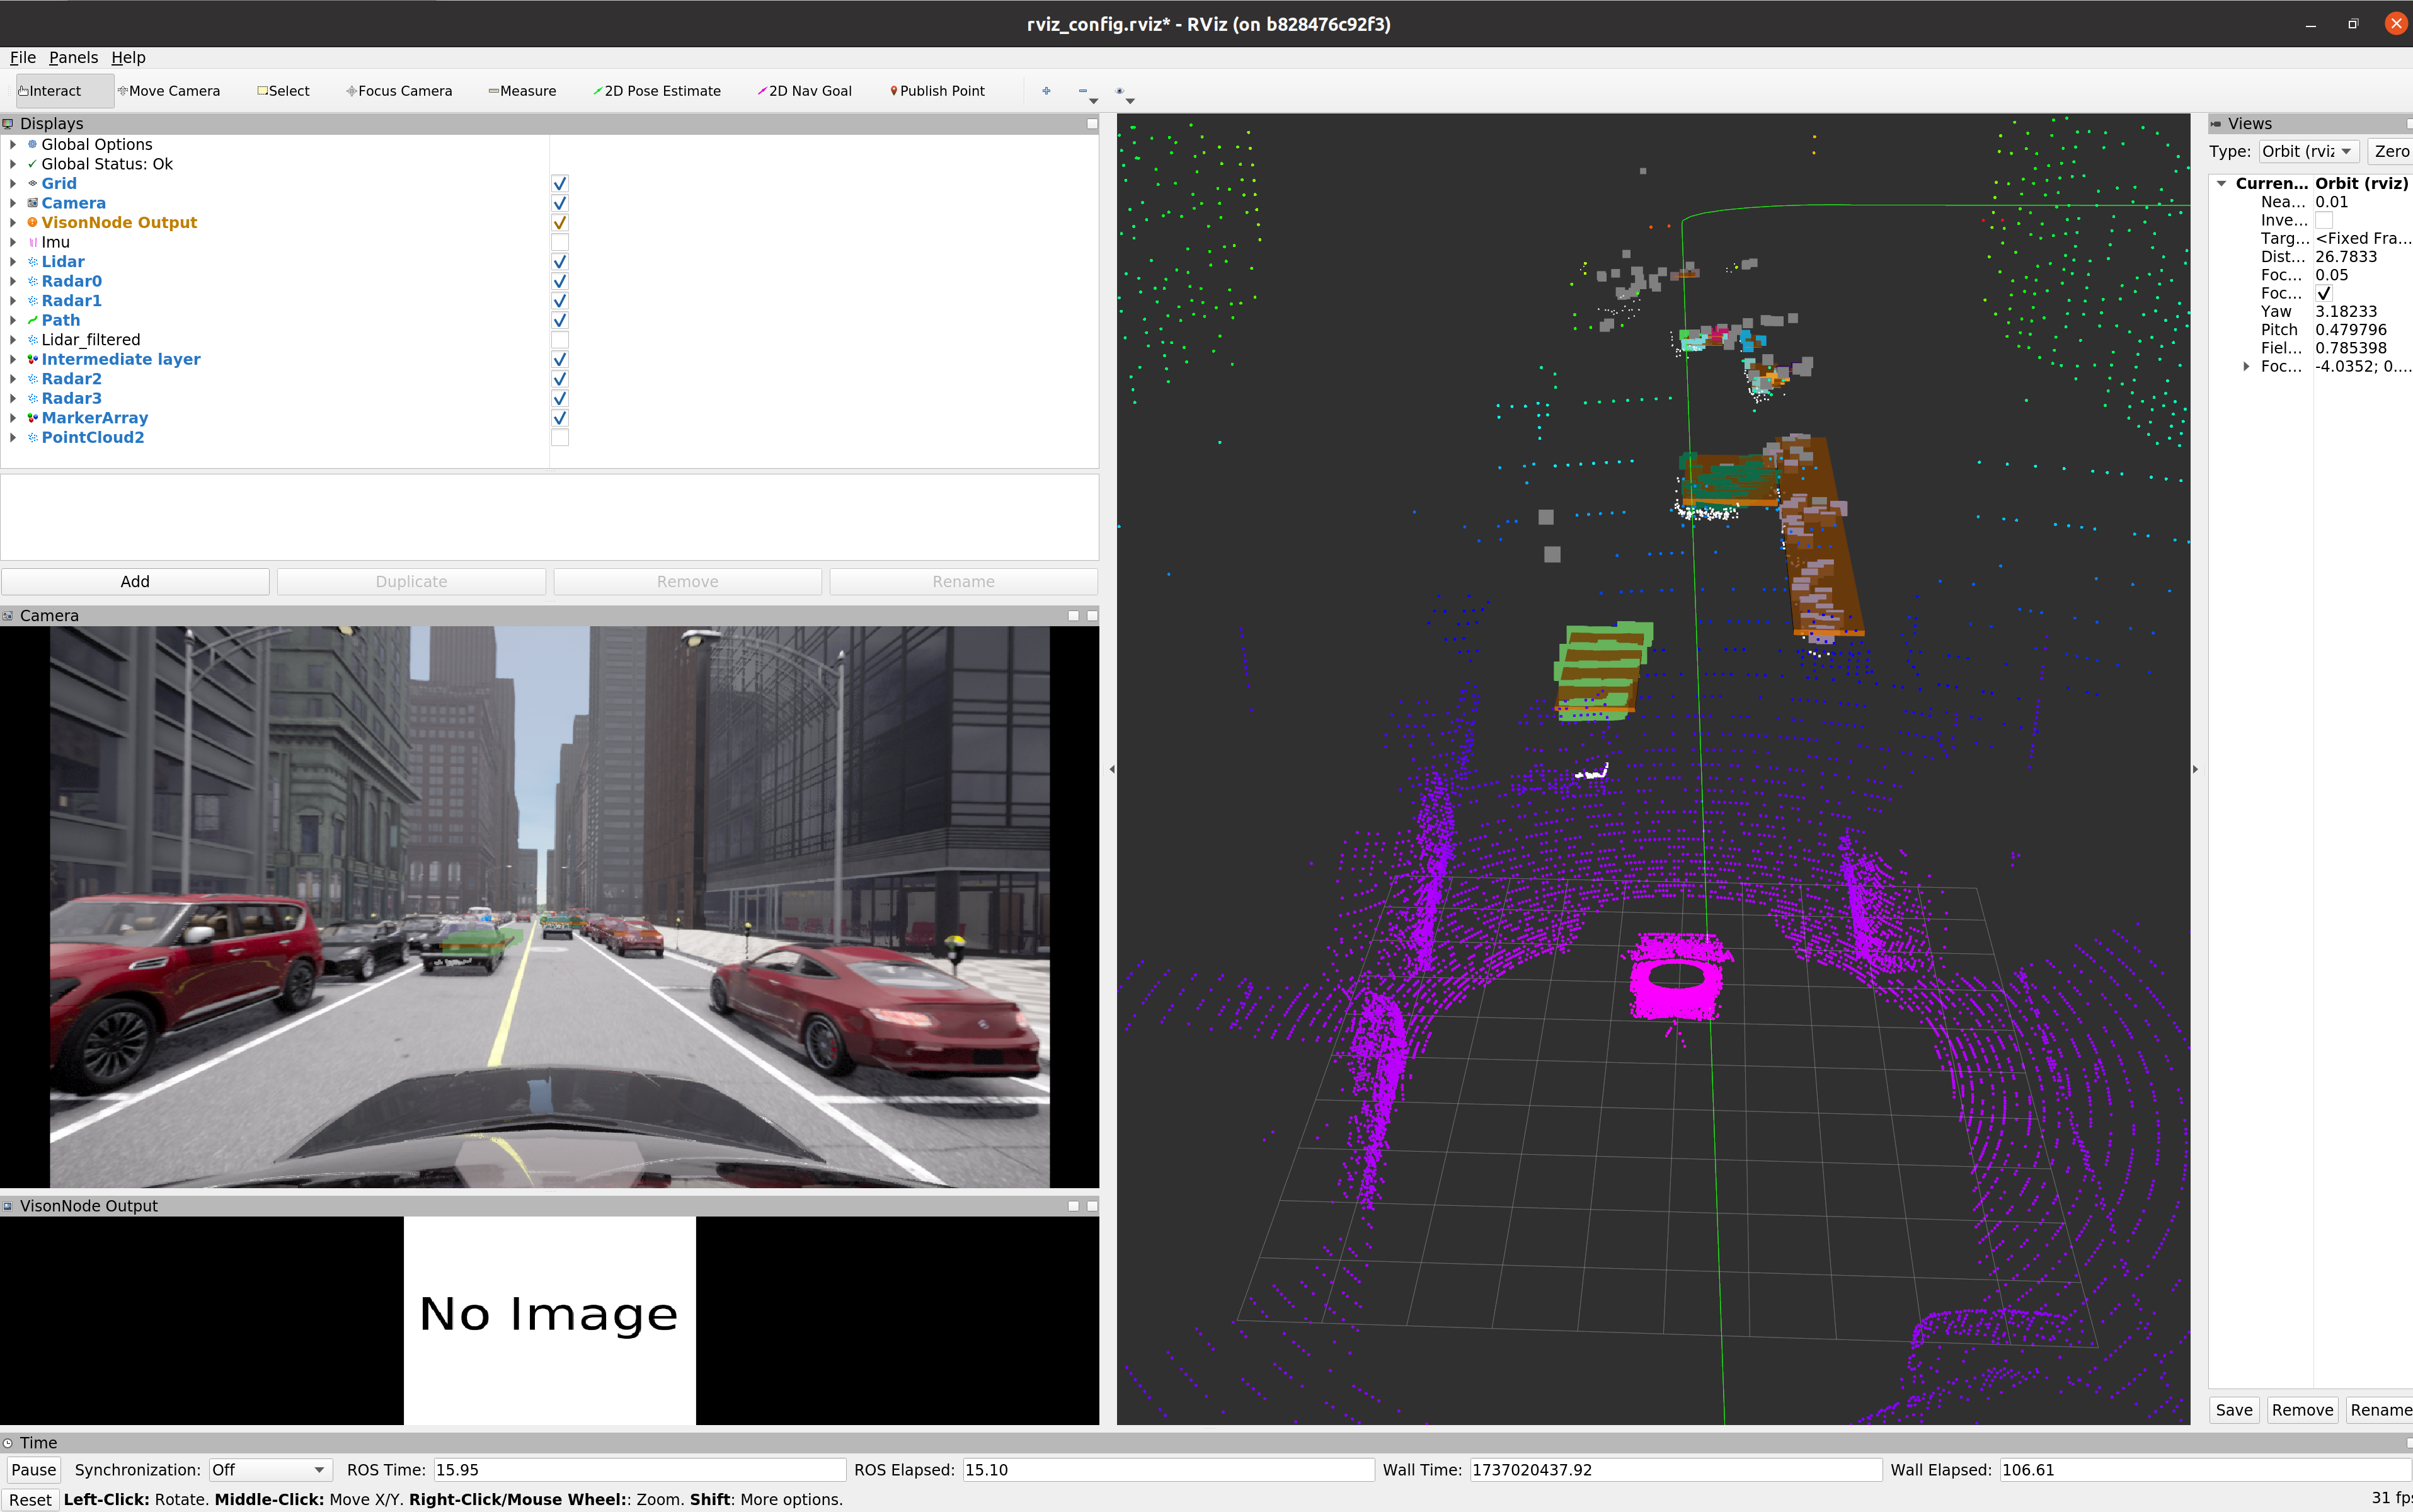 rviz_config.rviz* - RViz (on b828476c92f3)
File Panels Help
Interact Move Camera Select Focus Camera Measure 2D Pose Estimate 2D Nav Goal Publish Point
Displays
Global Options
Global Status: Ok
Grid
Camera
VisonNode Output
Imu
Lidar
Radar0
Radar1
Path
Lidar_filtered
Intermediate layer
Radar2
Radar3
MarkerArray
PointCloud2
Add Duplicate Remove Rename
Camera
VisonNode Output
No Image
Views
Type: Orbit (rviz Zero
Curren... Orbit (rviz)
Nea... 0.01
Inve...
Targ... <Fixed Fra...
Dist... 26.7833
Foc... 0.05
Foc...
Yaw 3.18233
Pitch 0.479796
Fiel... 0.785398
Foc... -4.0352; 0....
Save Remove Rename
Time
Pause Synchronization: Off ROS Time: 15.95 ROS Elapsed: 15.10 Wall Time: 1737020437.92 Wall Elapsed: 106.61
Reset Left-Click: Rotate. Middle-Click: Move X/Y. Right-Click/Mouse Wheel:: Zoom. Shift: More options. 31 fps